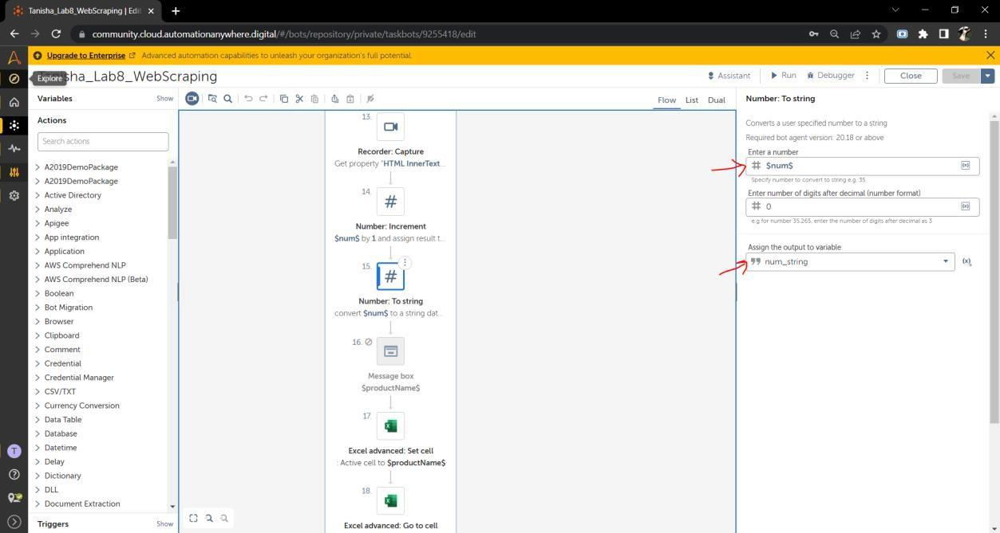 Tanisha_Lab8_WebScraping | Edit
community.cloud.automationanywhere.digital/#/bots/repository/private/taskbots/9255418/edit
Upgrade to Enterprise Advanced automation capabilities to unleash your organization's full potential.
Explore
sha_Lab8_WebScraping
Assistant
Run
Debugger
Close
Save
Variables
Show
Actions
Search actions
A2019DemoPackage
A2019DemoPackage
Active Directory
Analyze
Apigee
App integration
Application
AWS Comprehend NLP
AWS Comprehend NLP (Beta)
Boolean
Bot Migration
Browser
Clipboard
Comment
Credential
Credential Manager
CSV/TXT
Currency Conversion
Data Table
Database
Datetime
Delay
Dictionary
DLL
Document Extraction
Triggers
Show
T
Flow
List
Dual
13.
Recorder: Capture
Get property "HTML InnerText...
14.
#
Number: Increment
$num$ by 1 and assign result t...
15.
#
Number: To string
convert $num$ to a string dat...
16.
Message box
$productName$
17.
Excel advanced: Set cell
: Active cell to $productName$
18.
Excel advanced: Go to cell
Number: To string
Converts a user specified number to a string
Required bot agent version: 20.18 or above
Enter a number
# $num$ (x)
Specify number to convert to string e.g. 35
Enter number of digits after decimal (number format)
# 0 (x)
e.g for number 35.265, enter the number of digits after decimal as 3
Assign the output to variable
num_string (x)